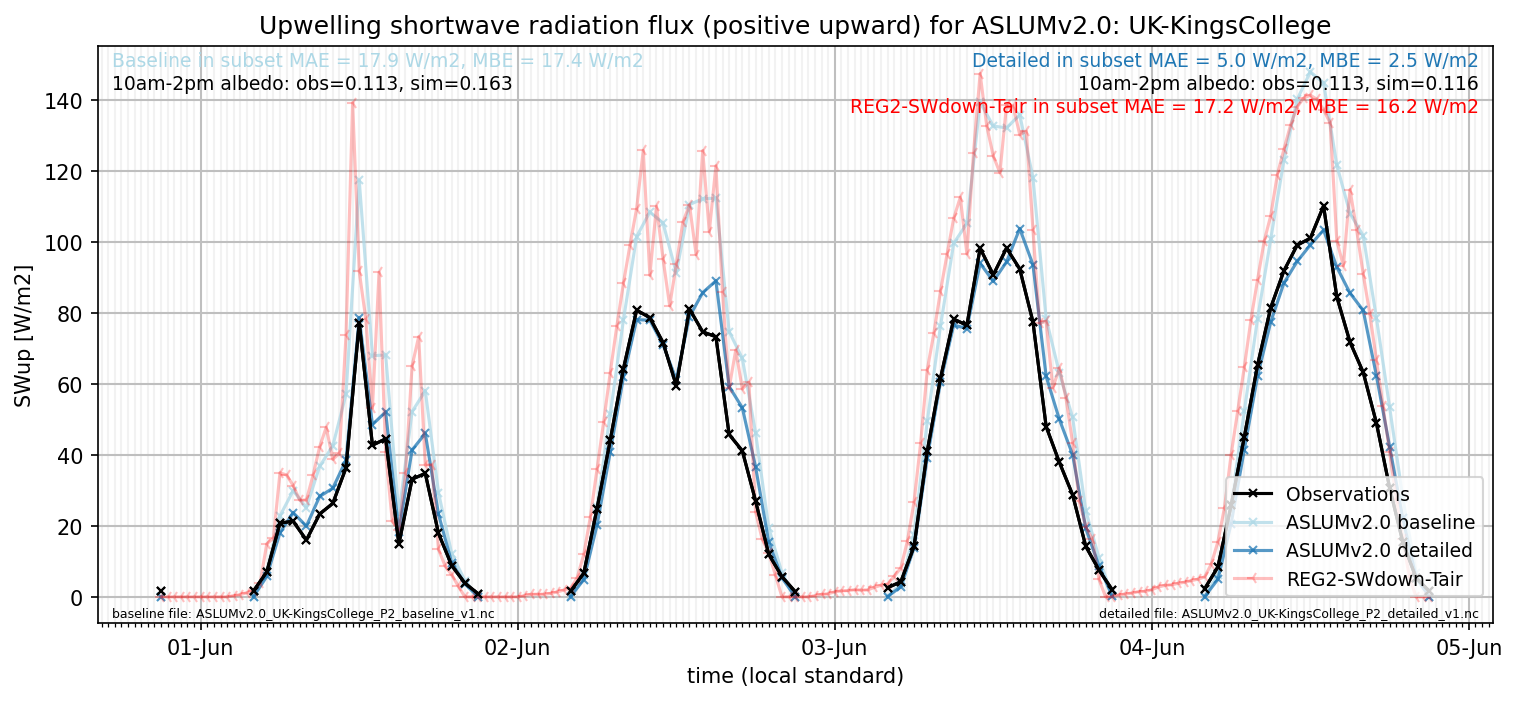 Upwelling shortwave radiation flux (positive upward) for ASLUMv2.0: UK-KingsCollege
Baseline in subset MAE = 17.9 W/m2, MBE = 17.4 W/m2
10am-2pm albedo: obs=0.113, sim=0.163
Detailed in subset MAE = 5.0 W/m2, MBE = 2.5 W/m2
10am-2pm albedo: obs=0.113, sim=0.116
REG2-SWdown-Tair in subset MAE = 17.2 W/m2, MBE = 16.2 W/m2
SWup [W/m2]
140
120
100
80
60
40
20
0
Observations
ASLUMv2.0 baseline
ASLUMv2.0 detailed
REG2-SWdown-Tair
baseline file: ASLUMv2.0_UK-KingsCollege_P2_baseline_v1.nc
detailed file: ASLUMv2.0_UK-KingsCollege_P2_detailed_v1.nc
01-Jun
02-Jun
03-Jun
04-Jun
05-Jun
time (local standard)